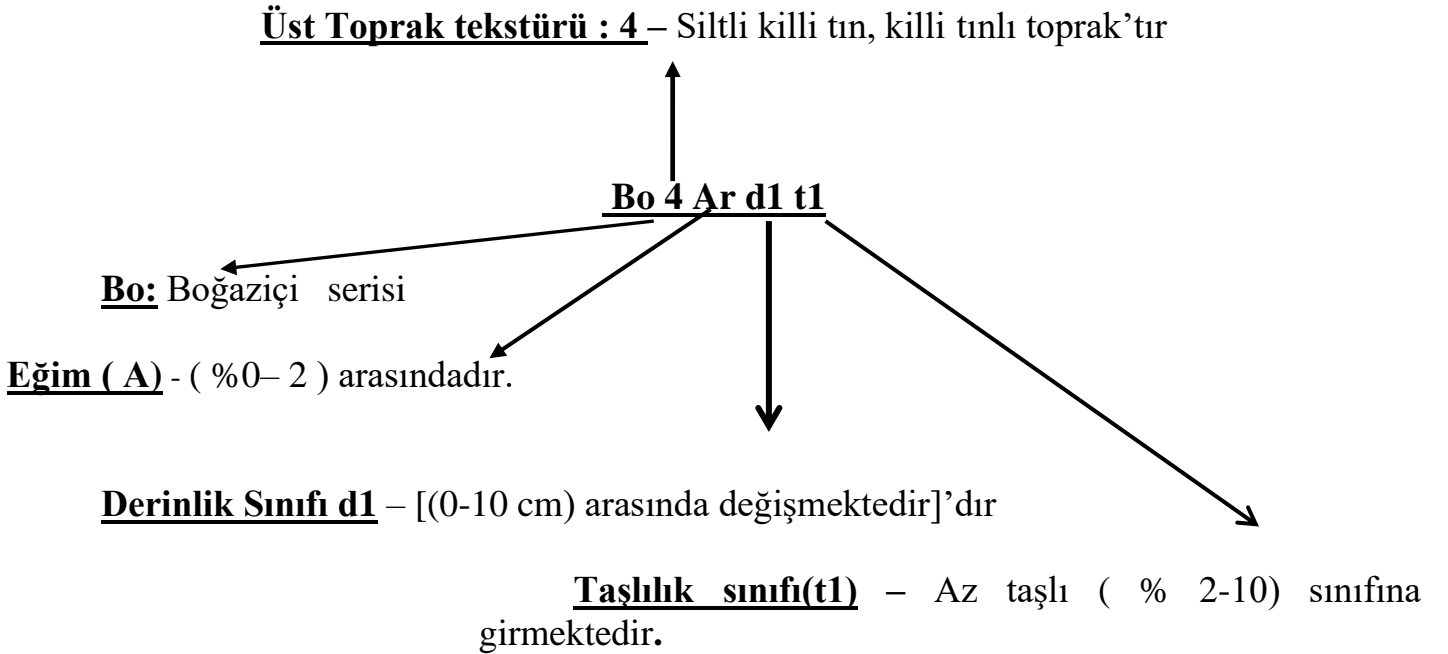 Üst Toprak tekstürü : 4 – Siltli killi tın, killi tınlı toprak’tır
Bo 4 Ar d1 t1
Bo: Boğaziçi serisi
Eğim ( A) - ( %0– 2 ) arasındadır.
Derinlik Sınıfı d1 – [(0-10 cm) arasında değişmektedir]’dır
Taşlılık sınıfı(t1) – Az taşlı ( % 2-10) sınıfına
girmektedir.